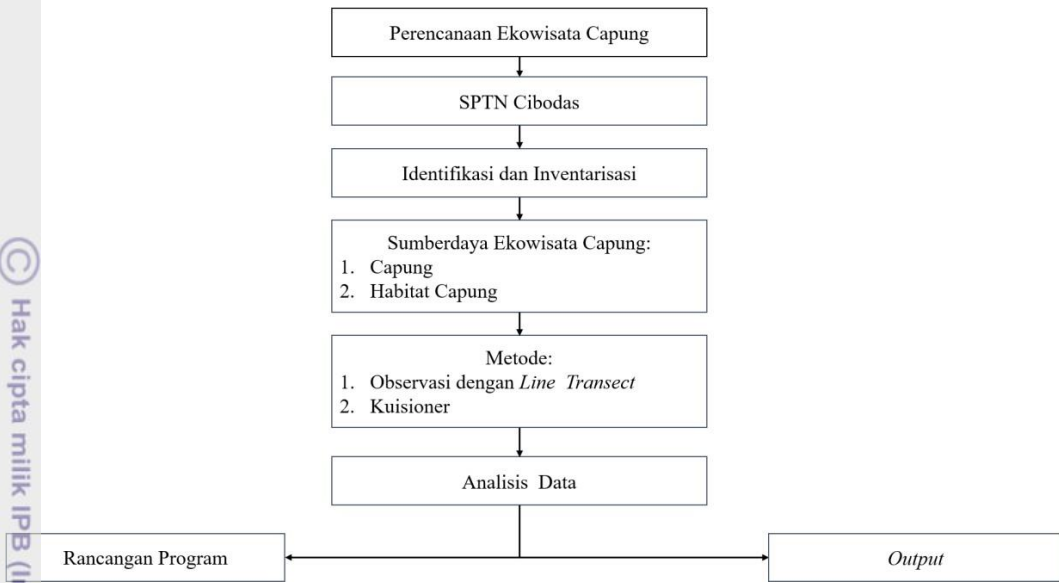 Perencanaan Ekowisata Capung
SPTN Cibodas
Identifikasi dan Inventarisasi
Sumberdaya Ekowisata Capung:
1. Capung
2. Habitat Capung
Metode:
1. Observasi dengan Line Transect
2. Kuisioner
Analisis Data
Rancangan Program
Output
© Hak cipta milik IPB